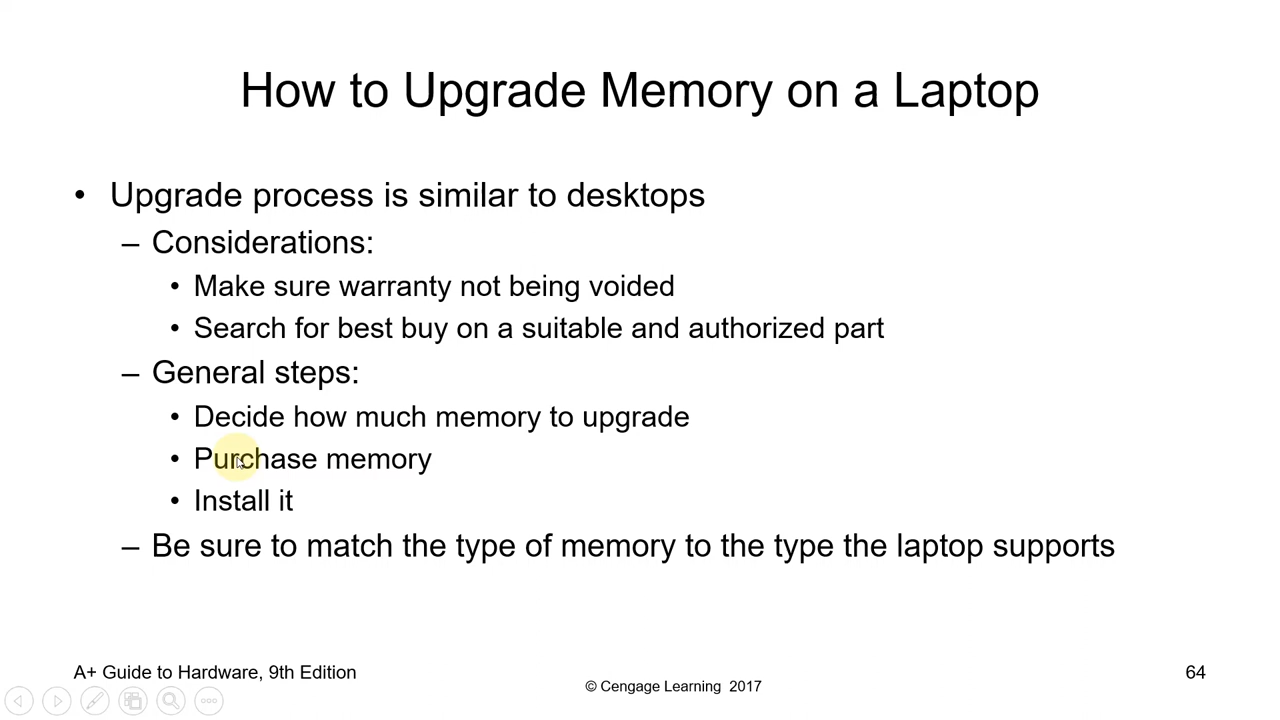 How to Upgrade Memory on a Laptop
• Upgrade process is similar to desktops
– Considerations:
• Make sure warranty not being voided
• Search for best buy on a suitable and authorized part
– General steps:
• Decide how much memory to upgrade
• Purchase memory
• Install it
– Be sure to match the type of memory to the type the laptop supports
A+ Guide to Hardware, 9th Edition
© Cengage Learning 2017
64